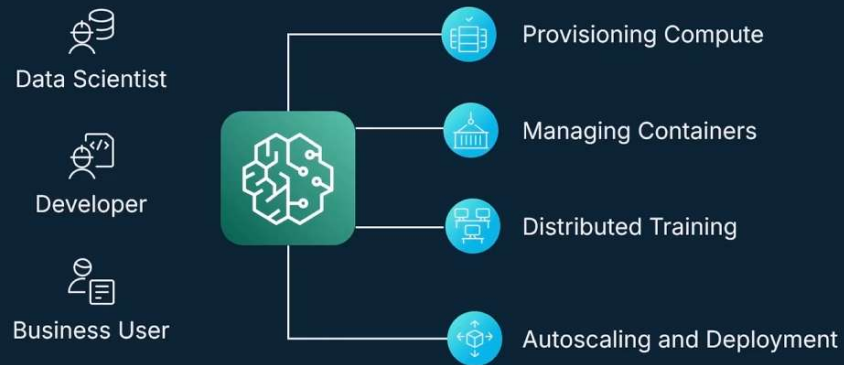 Data Scientist
Developer
Business User
Provisioning Compute
Managing Containers
Distributed Training
Autoscaling and Deployment